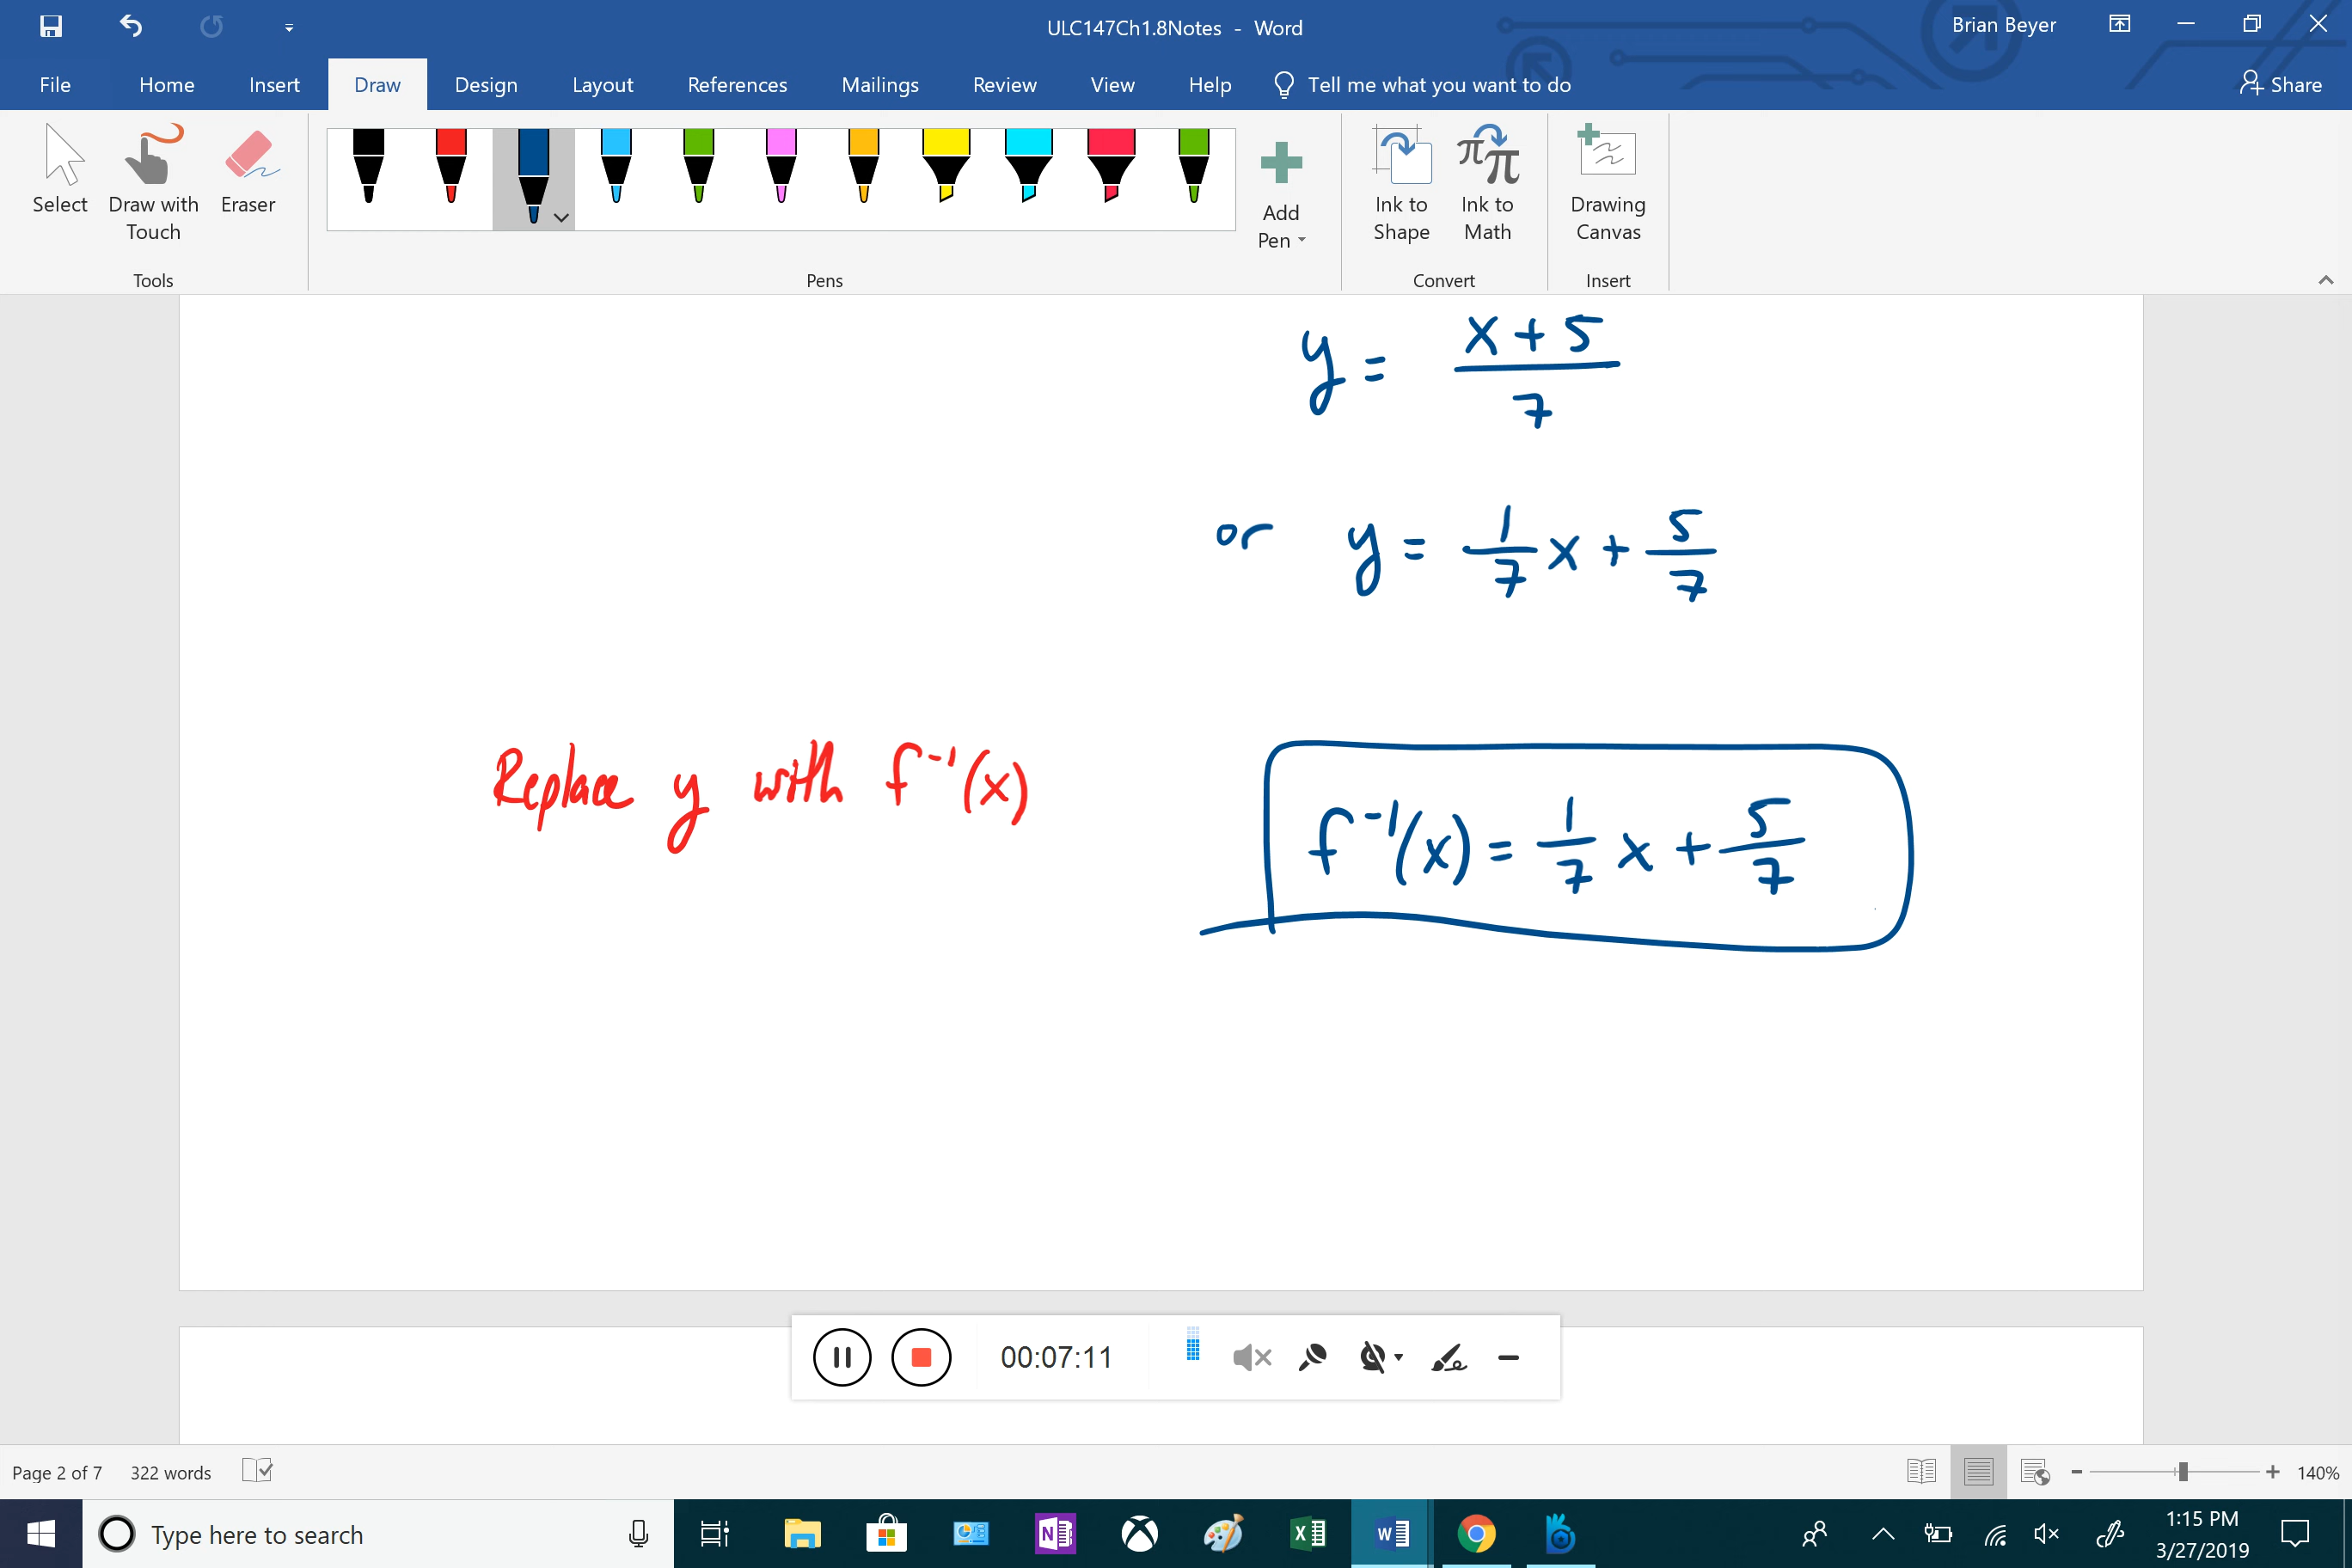 ULC147Ch1.8Notes - Word
Brian Beyer
File Home Insert Draw Design Layout References Mailings Review View Help Tell me what you want to do Share
Select Draw with Touch Eraser
Add Pen
Ink to Shape Ink to Math
Drawing Canvas
Tools Pens Convert Insert
y = (x + 5)/7
or y = 1/7 x + 5/7
Replace y with f⁻¹(x)
f⁻¹(x) = 1/7 x + 5/7
00:07:11
Page 2 of 7 322 words 140%
Type here to search
1:15 PM
3/27/2019